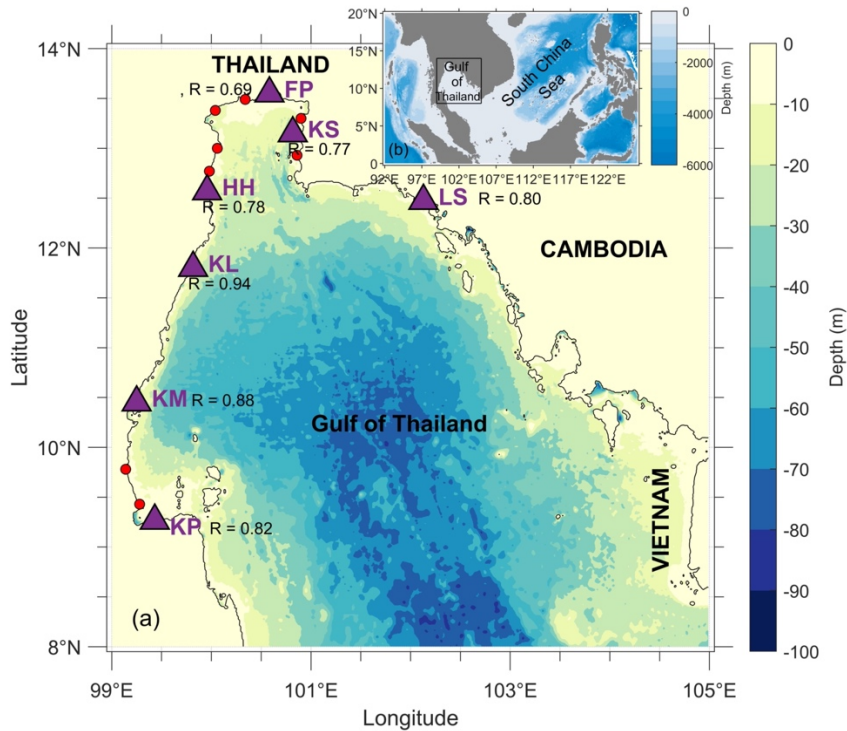 20°N
15°N
10°N
5°N
0
92°E 97°E 102°E 107°E 112°E 117°E 122°E
Gulf
of
Thailand
South China
Sea
(b)
0
-2000
-4000
-6000
Depth (m)
14°N
12°N
10°N
8°N
Latitude
THAILAND
, R = 0.69
FP
KS
R = 0.77
HH
R = 0.78
LS R = 0.80
KL
R = 0.94
CAMBODIA
KM R = 0.88
Gulf of Thailand
KP R = 0.82
VIETNAM
(a)
99°E 101°E 103°E 105°E
Longitude
0
-10
-20
-30
-40
-50
-60
-70
-80
-90
-100
Depth (m)